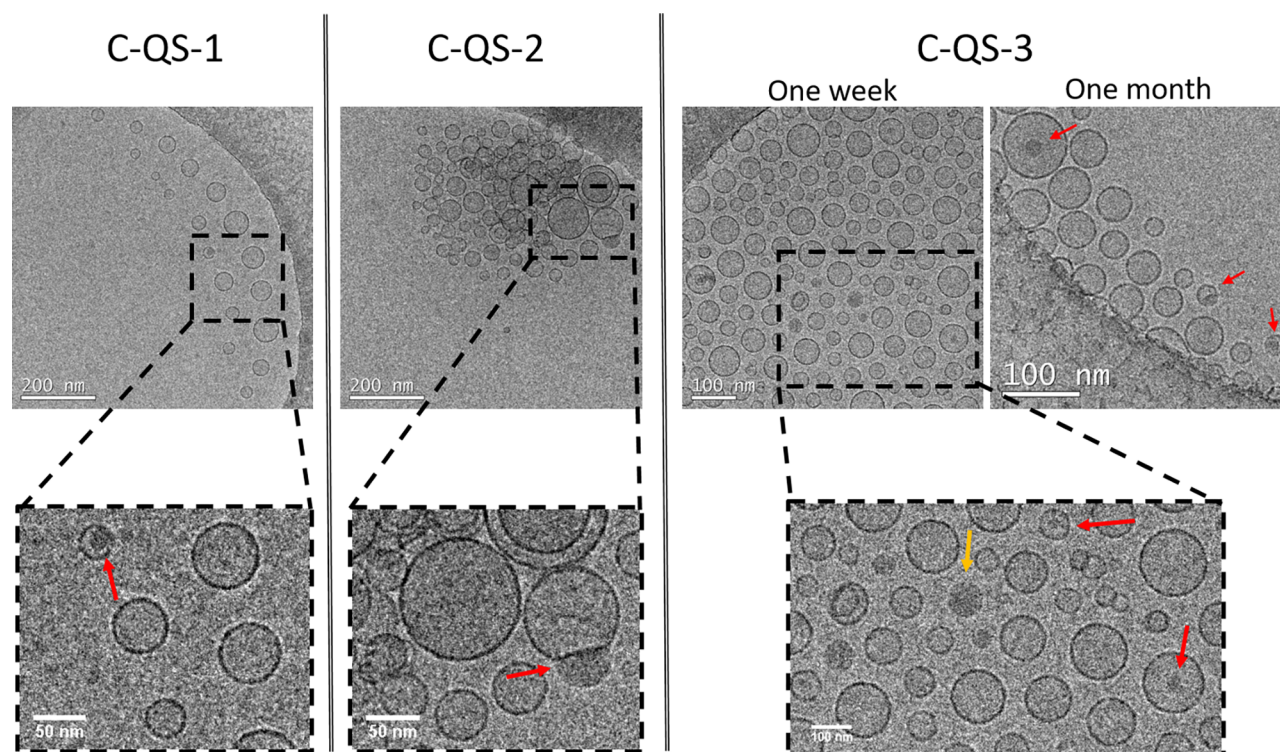 C-QS-1
C-QS-2
C-QS-3
One week
One month
200 nm
200 nm
100 nm
100 nm
50 nm
50 nm
100 nm